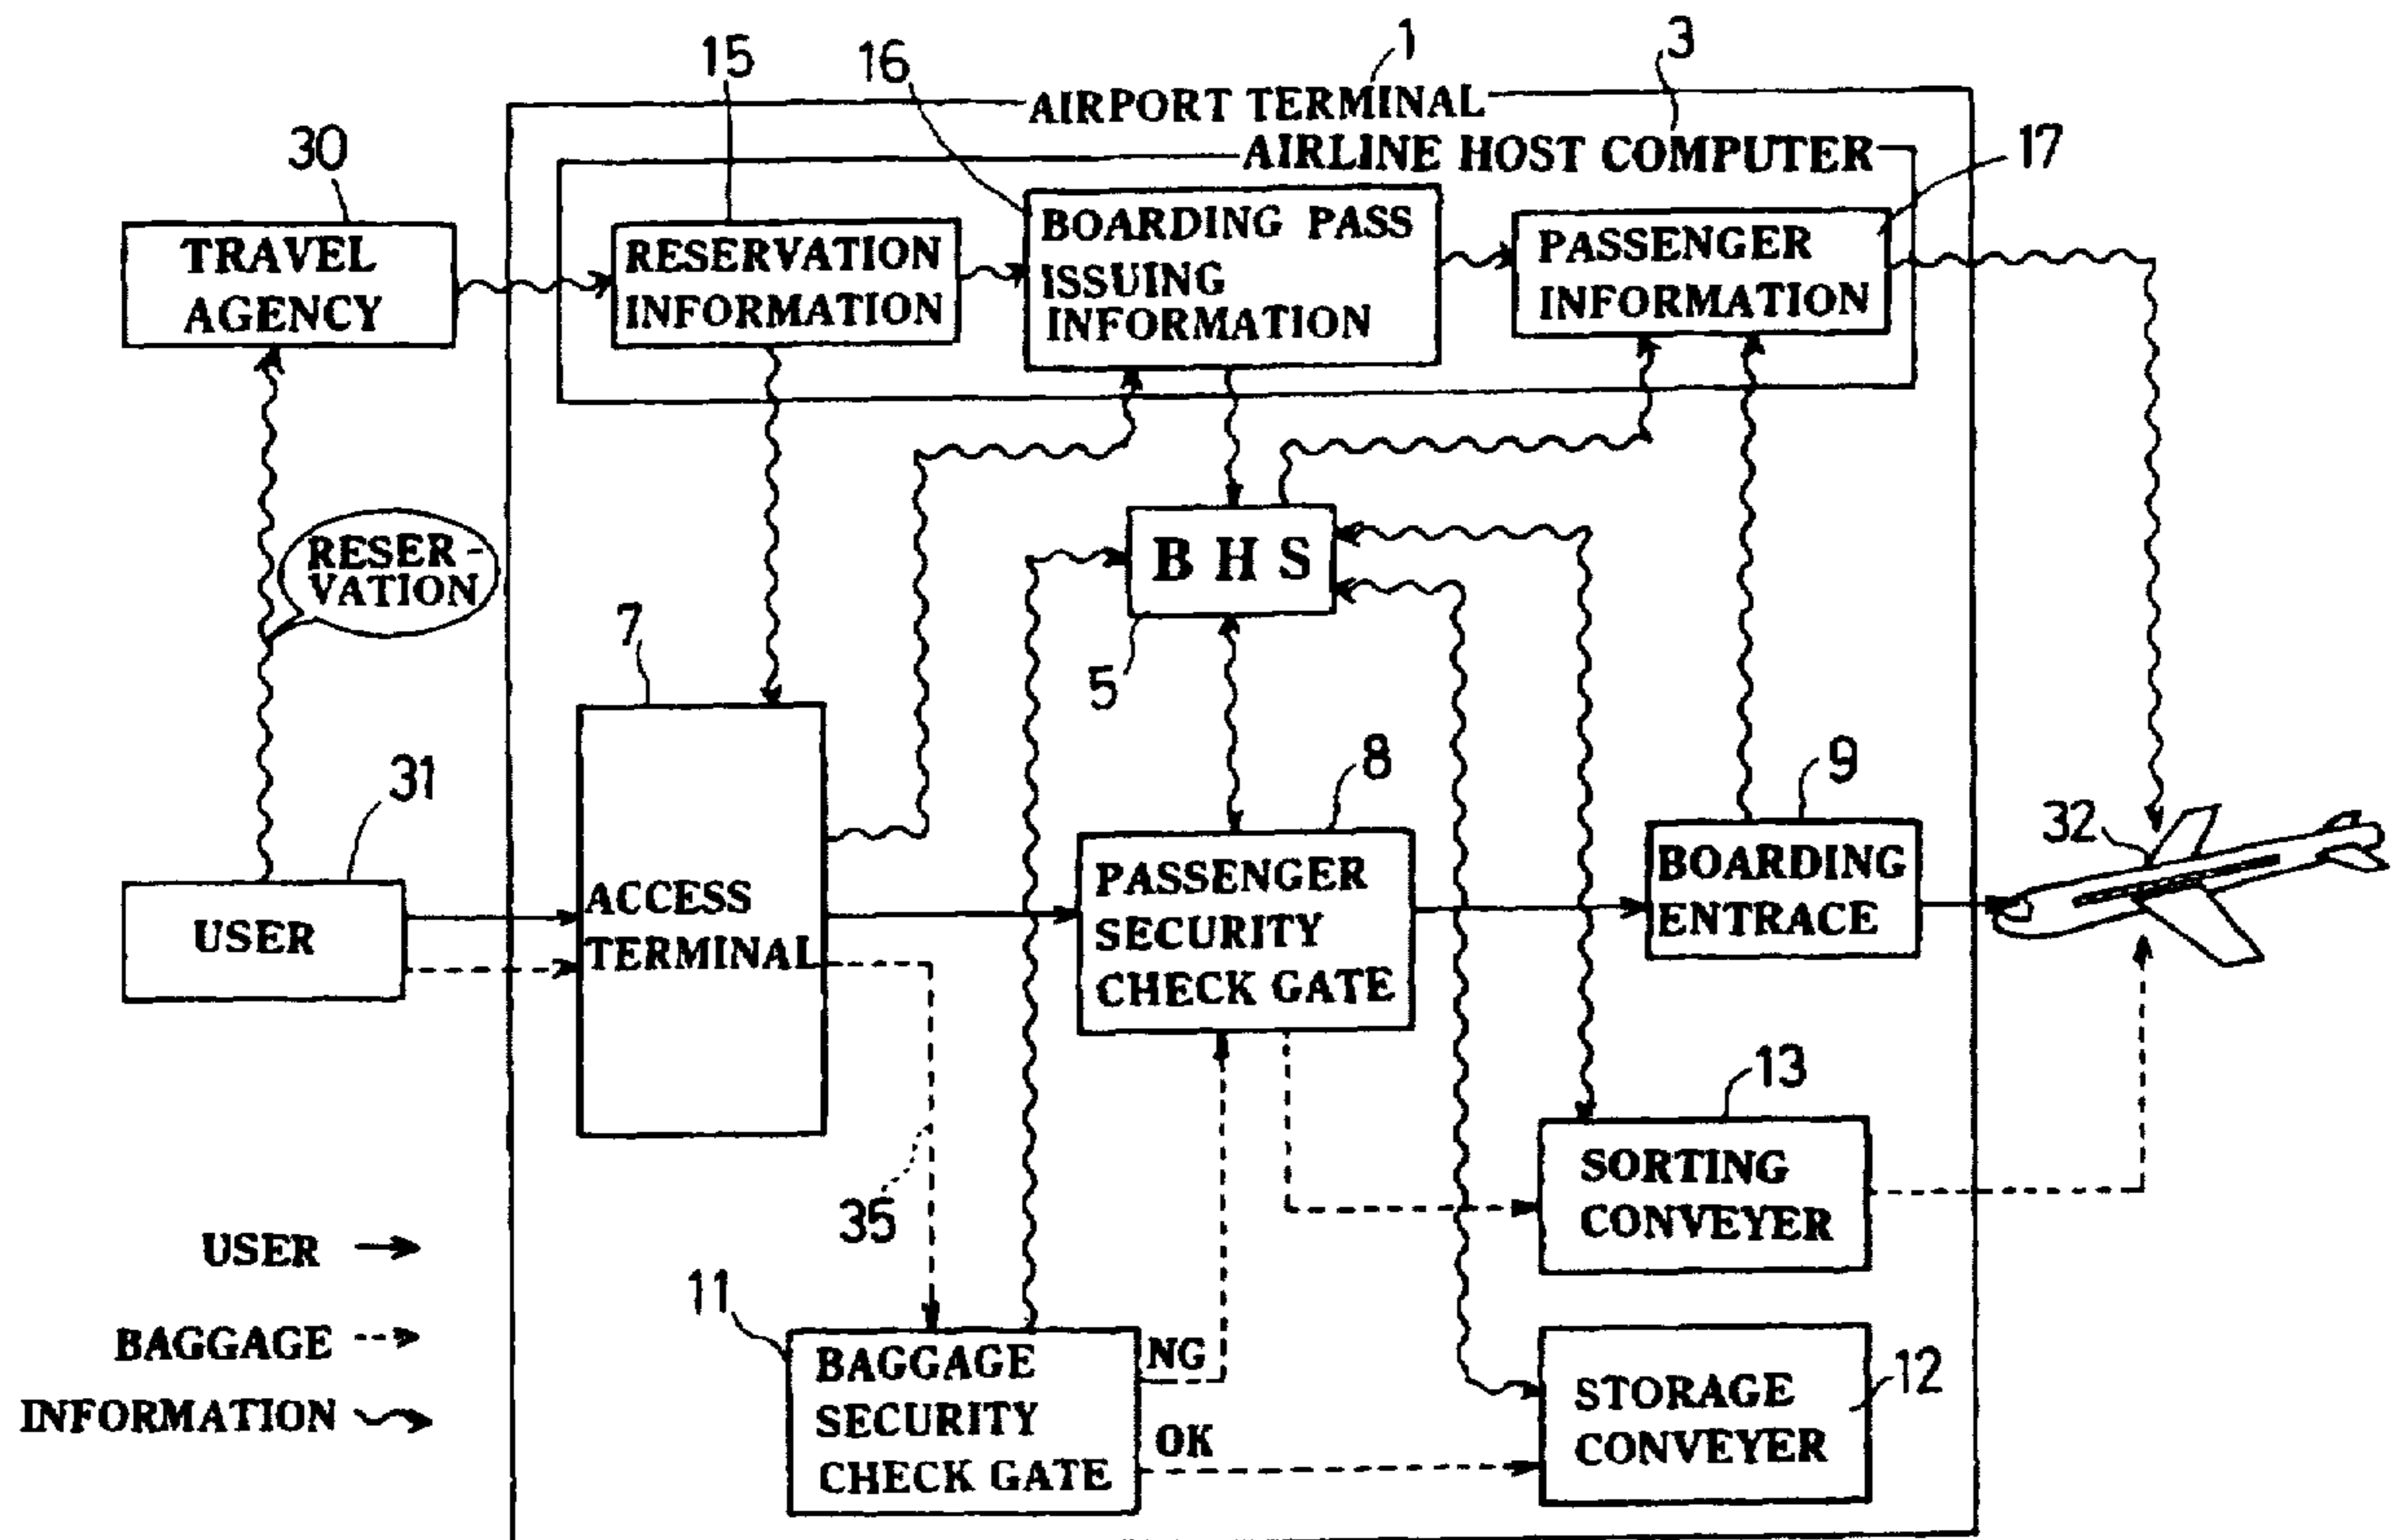 1
3
15
16
AIRPORT TERMINAL
30
AIRLINE HOST COMPUTER
17
TRAVEL
AGENCY
RESERVATION
INFORMATION
BOARDING PASS
ISSUING
INFORMATION
PASSENGER
INFORMATION
RESER-
VATION
B H S
5
7
31
8
9
32
USER
ACCESS
TERMINAL
PASSENGER
SECURITY
CHECK GATE
BOARDING
ENTRACE
13
35
SORTING
CONVEYER
USER
BAGGAGE
INFORMATION
11
BAGGAGE
SECURITY
CHECK GATE
NG
OK
STORAGE
CONVEYER
12